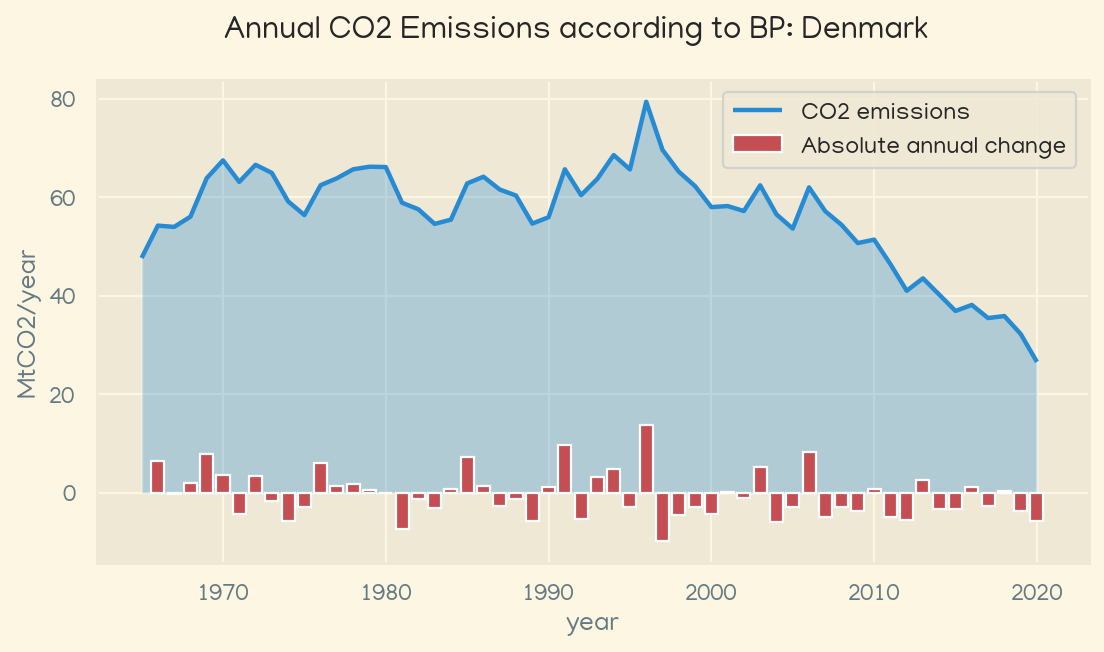 Annual CO2 Emissions according to BP: Denmark
CO2 emissions
Absolute annual change
MtCO2/year
80
60
40
20
0
1970 1980 1990 2000 2010 2020
year